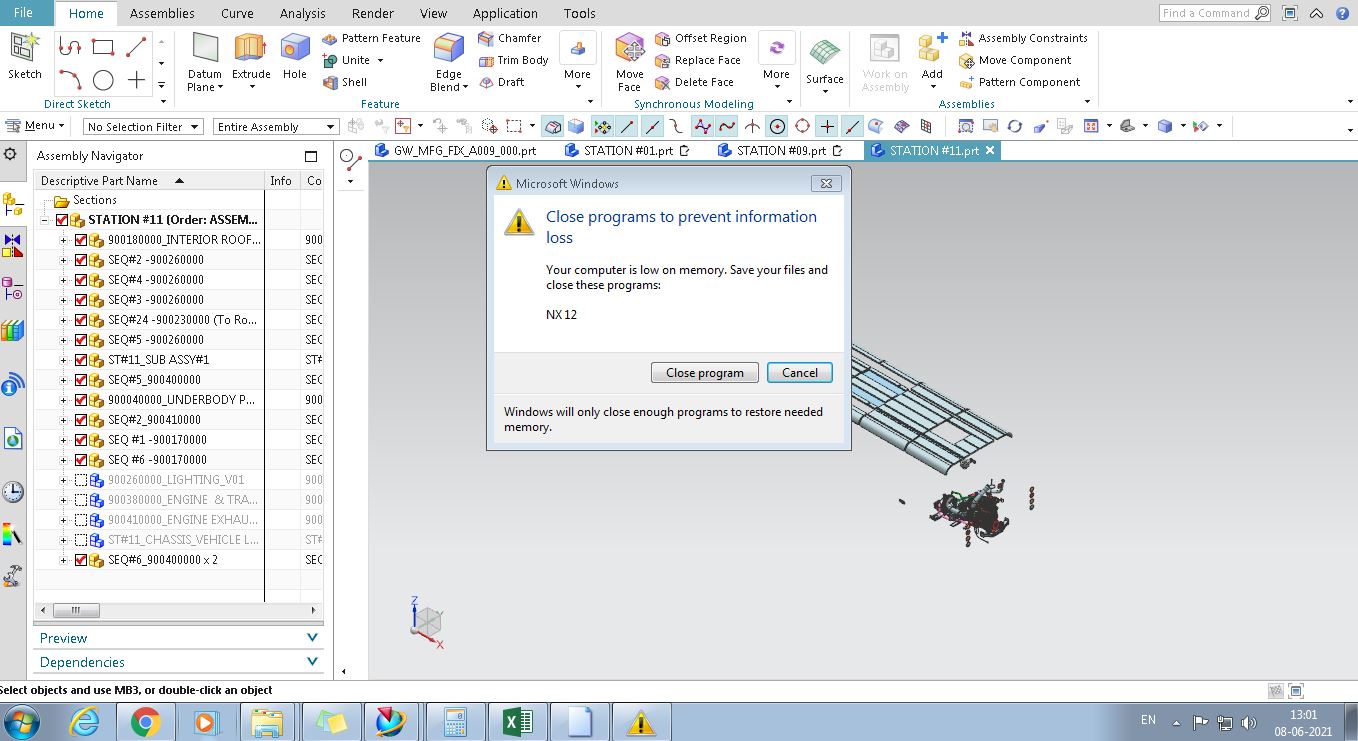 File Home Assemblies Curve Analysis Render View Application Tools Find a Command
Sketch
Direct Sketch
Datum Plane
Extrude
Hole
Pattern Feature
Unite
Shell
Edge Blend
Chamfer
Trim Body
Draft
More
Feature
Move Face
Offset Region
Replace Face
Delete Face
More
Synchronous Modeling
Surface
Work on Assembly
Add
Assembly Constraints
Move Component
Pattern Component
Assemblies
Menu No Selection Filter Entire Assembly
Assembly Navigator
GW_MFG_FIX_A009_000.prt STATION #01.prt STATION #09.prt STATION #11.prt
Descriptive Part Name Info Co
Sections
STATION #11 (Order: ASSEM...
900180000_INTERIOR ROOF... 900
SEQ#2 -900260000 SEC
SEQ#4 -900260000 SEC
SEQ#3 -900260000 SEC
SEQ#24 -900230000 (To Ro... SEC
SEQ#5 -900260000 SEC
ST#11_SUB ASSY#1 ST#
SEQ#5_900400000 SEC
900040000_UNDERBODY P... 900
SEQ#2_900410000 SEC
SEQ #1 -900170000 SEC
SEQ #6 -900170000 SEC
900260000_LIGHTING_V01 900
900380000_ENGINE & TRA... 900
900410000_ENGINE EXHAU... 900
ST#11_CHASSIS_VEHICLE L... ST#
SEQ#6_900400000 x 2 SEC
Preview
Dependencies
Microsoft Windows
Close programs to prevent information
loss
Your computer is low on memory. Save your files and
close these programs:
NX 12
Close program Cancel
Windows will only close enough programs to restore needed
memory.
Z
Y
X
Select objects and use MB3, or double-click an object
EN
13:01
08-06-2021